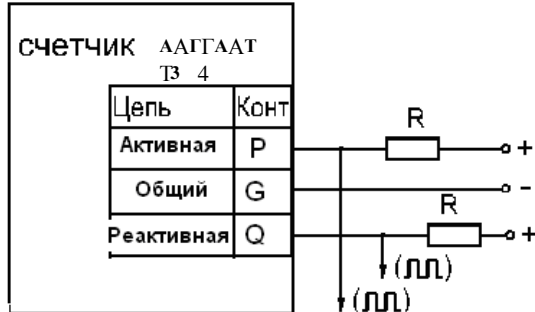 счетчик ААГГААТ
ТЗ 4
Цепь Конт
Активная P
Общий G
Реактивная Q
R
+
-
R
+